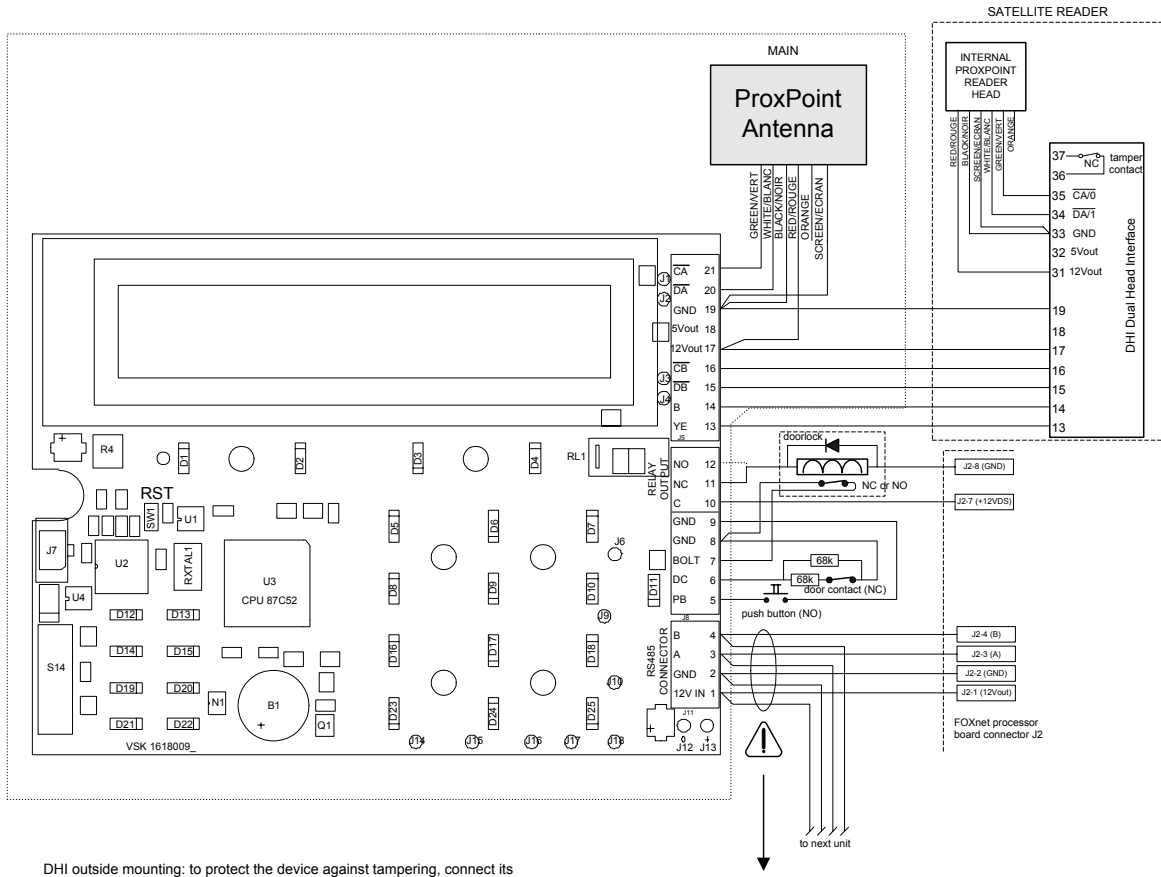 SATELLITE READER
MAIN
INTERNAL
PROXPOINT
READER
HEAD
ProxPoint
Antenna
RED/ROUGE
BLACK/NOIR
SCREEN/ECRAN
WHITE/BLANC
GREEN/VERT
ORANGE
37
NC
tamper
contact
36
35 CA/0
34 DA/1
33 GND
32 5Vout
31 12Vout
19
18
17
16
15
14
13
DHI Dual Head Interface
GREEN/VERT
WHITE/BLANC
BLACK/NOIR
RED/ROUGE
ORANGE
SCREEN/ECRAN
J1
J2
J3
J4
CA 21
DA 20
GND 19
5Vout 18
12Vout 17
CB 16
DB 15
B 14
YE 13
J5
RL1
RELAY
OUTPUT
NO 12
NC 11
C 10
GND 9
GND 8
BOLT 7
DC 6
PB 5
J8
RS485
CONNECTOR
B 4
A 3
GND 2
12V IN 1
J11
J12
J13
doorlock
NC or NO
68k
68k
door contact (NC)
push button (NO)
J2-8 (GND)
J2-7 (+12VDS)
J2-4 (B)
J2-3 (A)
J2-2 (GND)
J2-1 (12Vout)
FOXnet processor
board connector J2
to next unit
R4
D1
D2
D3
D4
RST
SW1
U1
J7
U2
RXTAL1
U3
CPU 87C52
U4
D5
D6
D7
J6
D8
D9
D10
D11
J9
D12
D13
D14
D15
D16
D17
D18
S14
D19
D20
J10
N1
B1
Q1
D21
D22
D23
D24
D25
J14
J15
J16
J17
J18
VSK 1618009_
DHI outside mounting: to protect the device against tampering, connect its